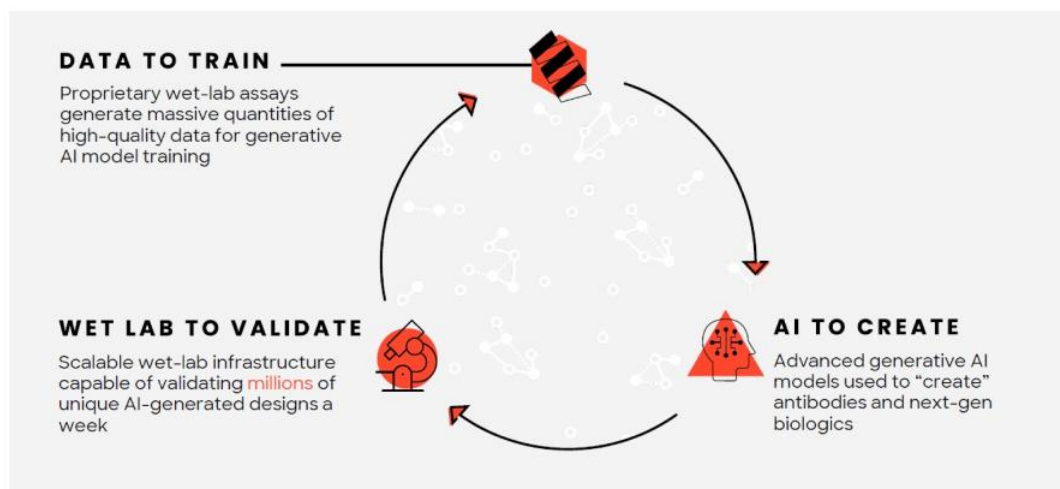 DATA TO TRAIN
Proprietary wet-lab assays
generate massive quantities of
high-quality data for generative
AI model training
WET LAB TO VALIDATE
Scalable wet-lab infrastructure
capable of validating millions of
unique AI-generated designs a
week
AI TO CREATE
Advanced generative AI
models used to “create”
antibodies and next-gen
biologics